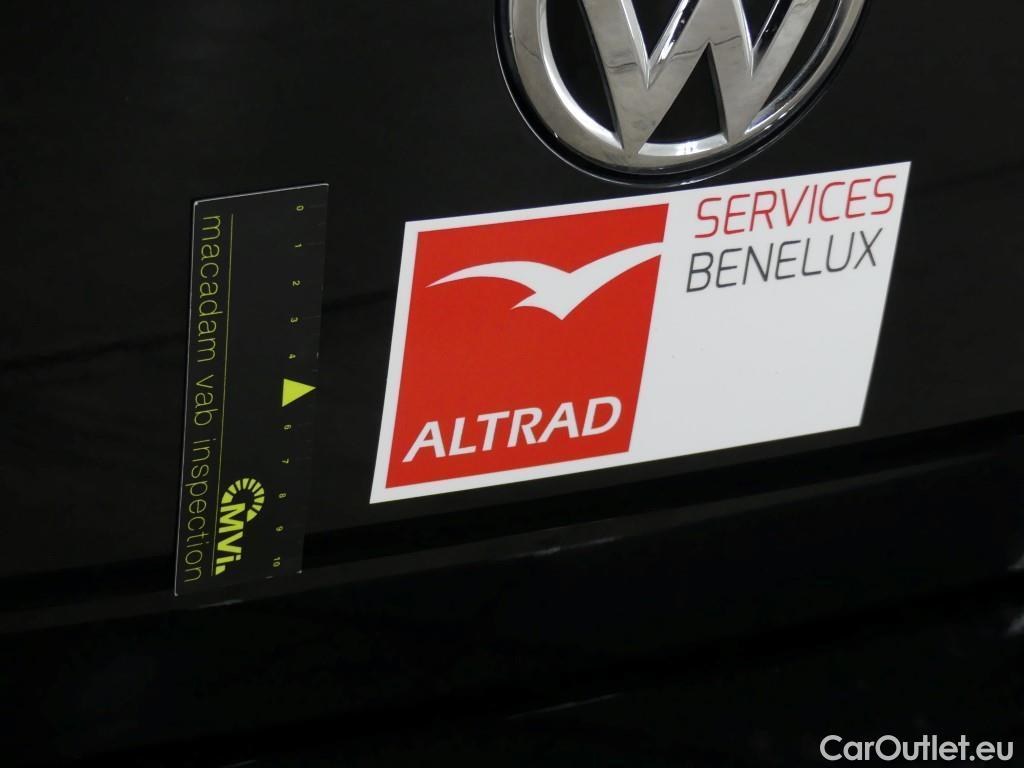 SERVICES
BENELUX
ALTRAD
macadam vab inspection
MVi.
0 1 2 3 4 6 7 8 9 10
CarOutlet.eu